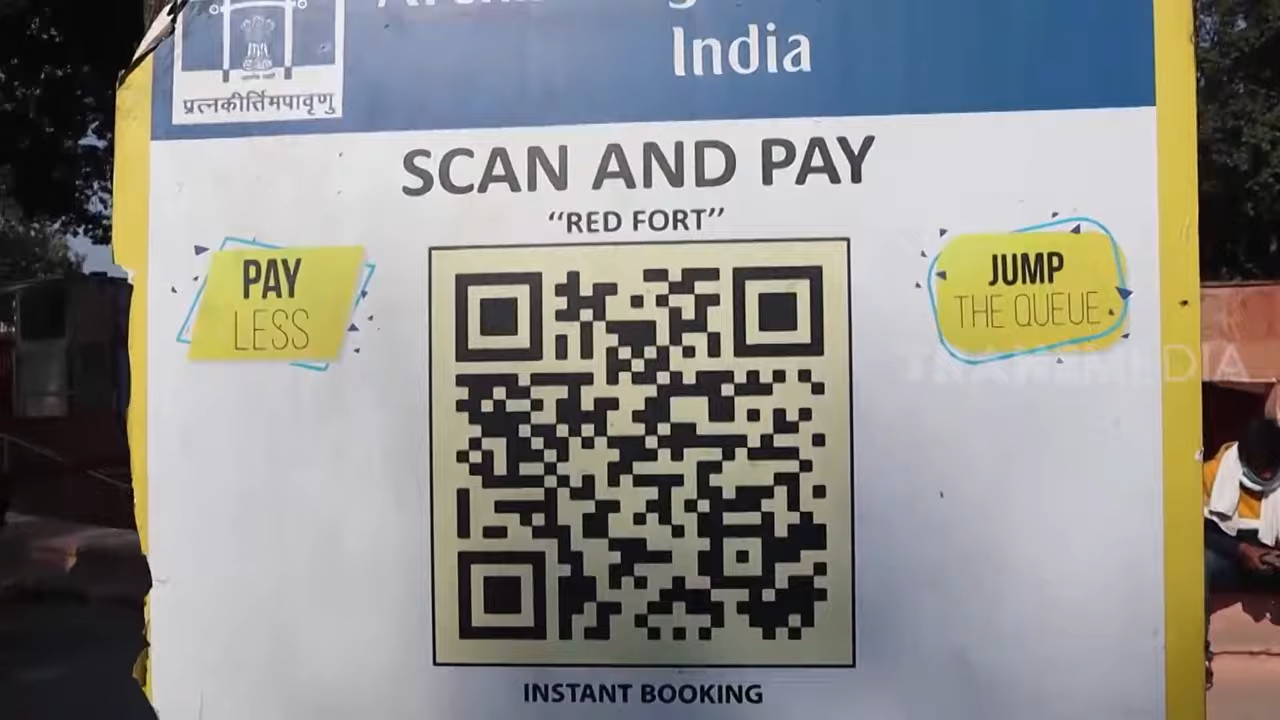 India
प्रत्नकीर्त्तिमपावृणु
SCAN AND PAY
“RED FORT”
PAY
LESS
JUMP
THE QUEUE
INSTANT BOOKING